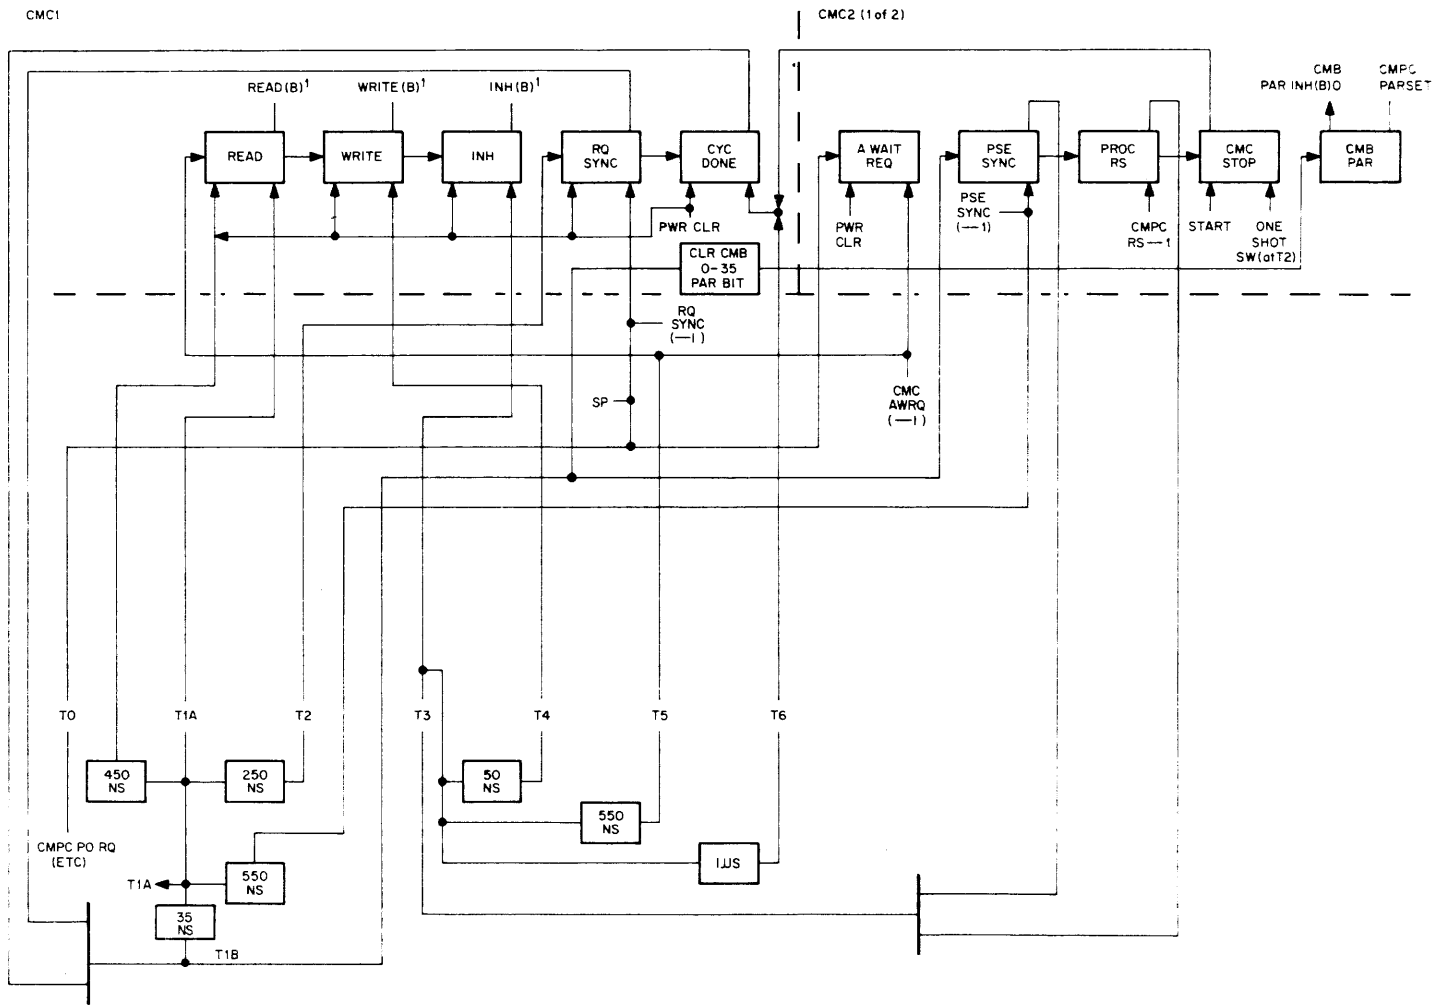 CMC1
CMC2 (1 of 2)
READ(B)1
WRITE(B)1
INH(B)1
CMB
PAR INH(B)0
CMPC
PARSET
READ
WRITE
INH
RQ
SYNC
CYC
DONE
A WAIT
REQ
PSE
SYNC
PROC
RS
CMC
STOP
CMB
PAR
PWR CLR
PWR
CLR
PSE
SYNC
(—1)
CMPC
RS—1
START
ONE
SHOT
SW(atT2)
CLR CMB
0-35
PAR BIT
RQ
SYNC
(—1)
SP
CMC
AWRQ
(—1)
T0
T1A
T2
T3
T4
T5
T6
450
NS
250
NS
50
NS
550
NS
CMPC PO RQ
(ETC)
T1A
550
NS
1US
35
NS
T1B